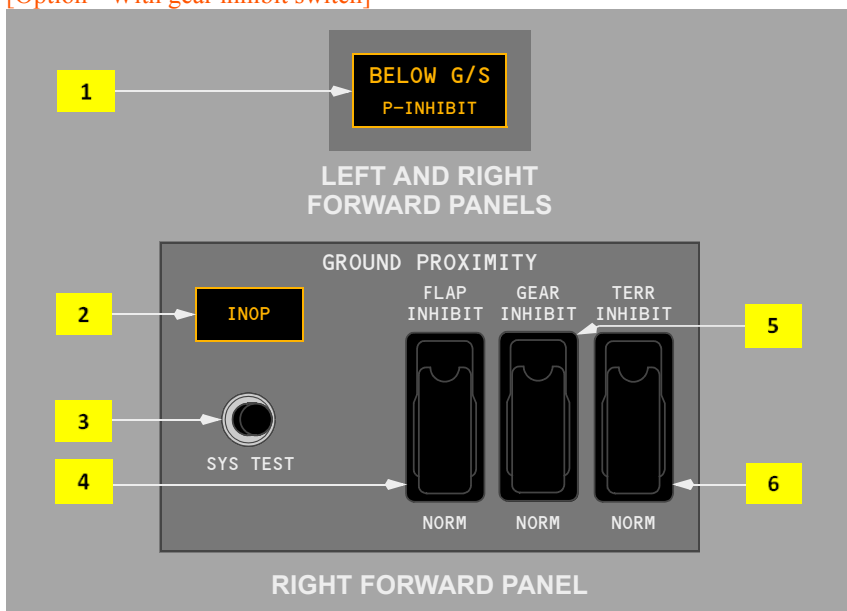 [Option - With gear inhibit switch]
1
BELOW G/S
P-INHIBIT
LEFT AND RIGHT
FORWARD PANELS
GROUND PROXIMITY
2
INOP
FLAP
INHIBIT
GEAR
INHIBIT
TERR
INHIBIT
5
3
SYS TEST
4
6
NORM
NORM
NORM
RIGHT FORWARD PANEL